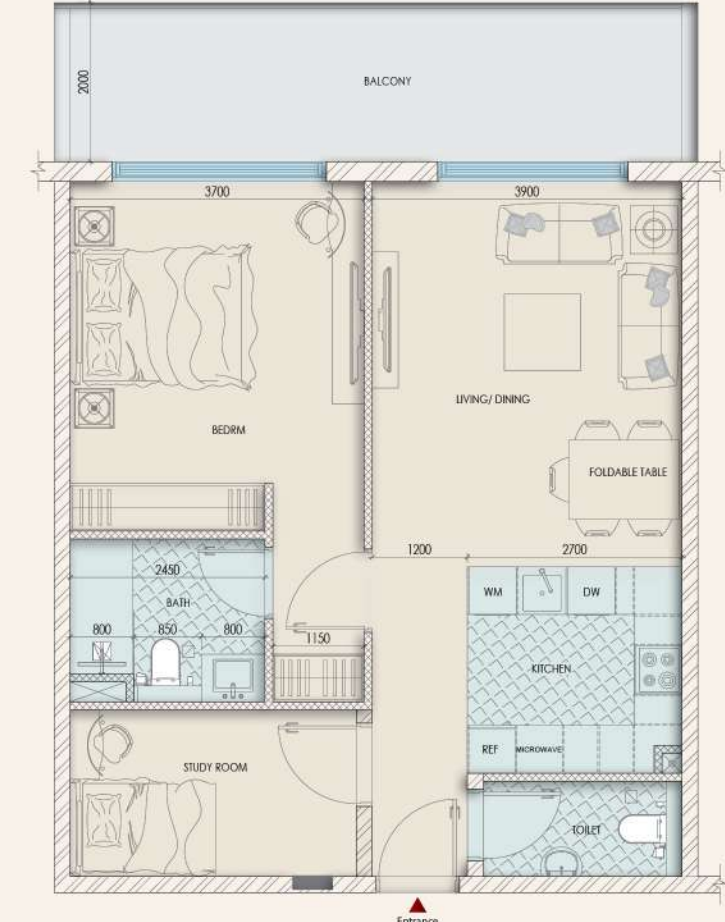 2000
BALCONY
3700
3900
LIVING/ DINING
BEDRM
FOLDABLE TABLE
1200
2700
2450
WM
DW
BATH
800
850
800
1150
KITCHEN
REF
MICROWAVE
STUDY ROOM
TOILET
Entrance